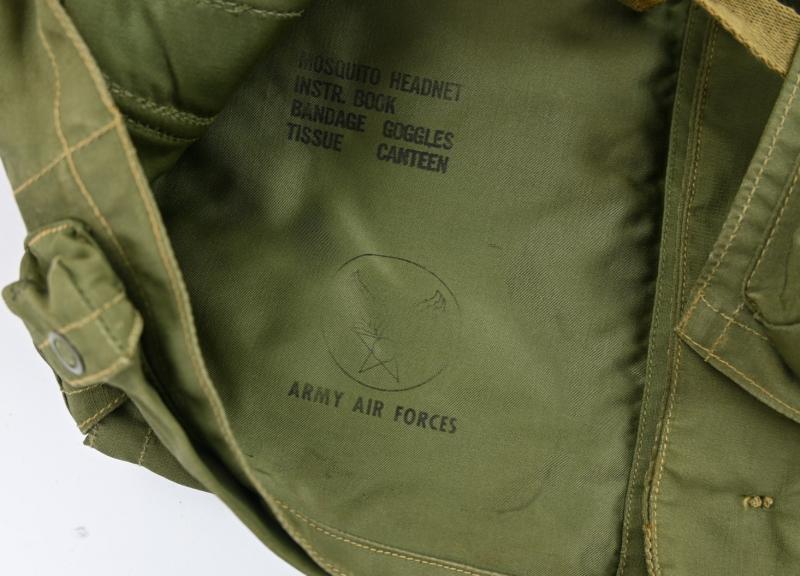 MOSQUITO HEADNET
INSTR. BOOK
BANDAGE GOGGLES
TISSUE CANTEEN
ARMY AIR FORCES